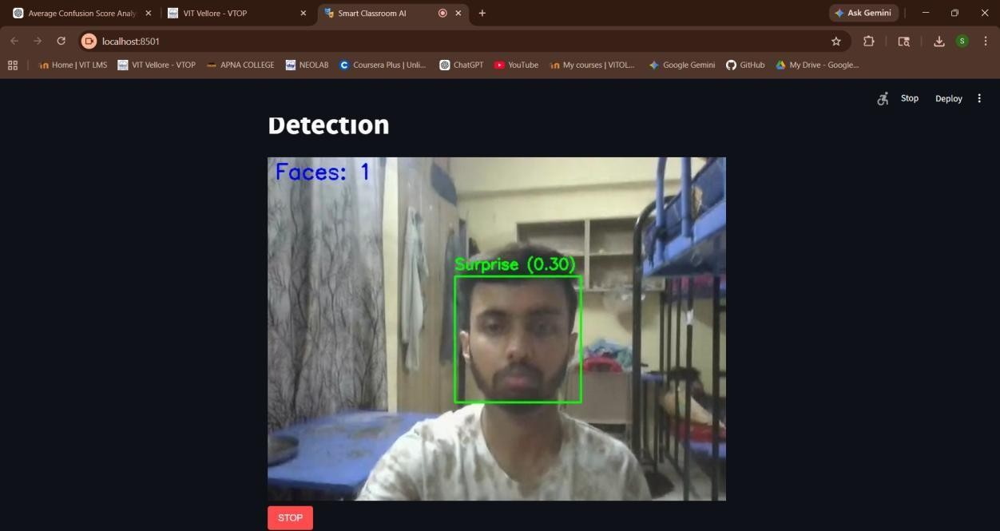 Average Confusion Score Analy
VIT Vellore - VTOP
Smart Classroom AI
Ask Gemini
localhost:8501
S
Home | VIT LMS
VIT Vellore - VTOP
APNA COLLEGE
NEOLAB
Coursera Plus | Unli...
ChatGPT
YouTube
My courses | VITOL...
Google Gemini
GitHub
My Drive - Google...
Stop
Deploy
Detection
Faces: 1
Surprise (0.30)
STOP